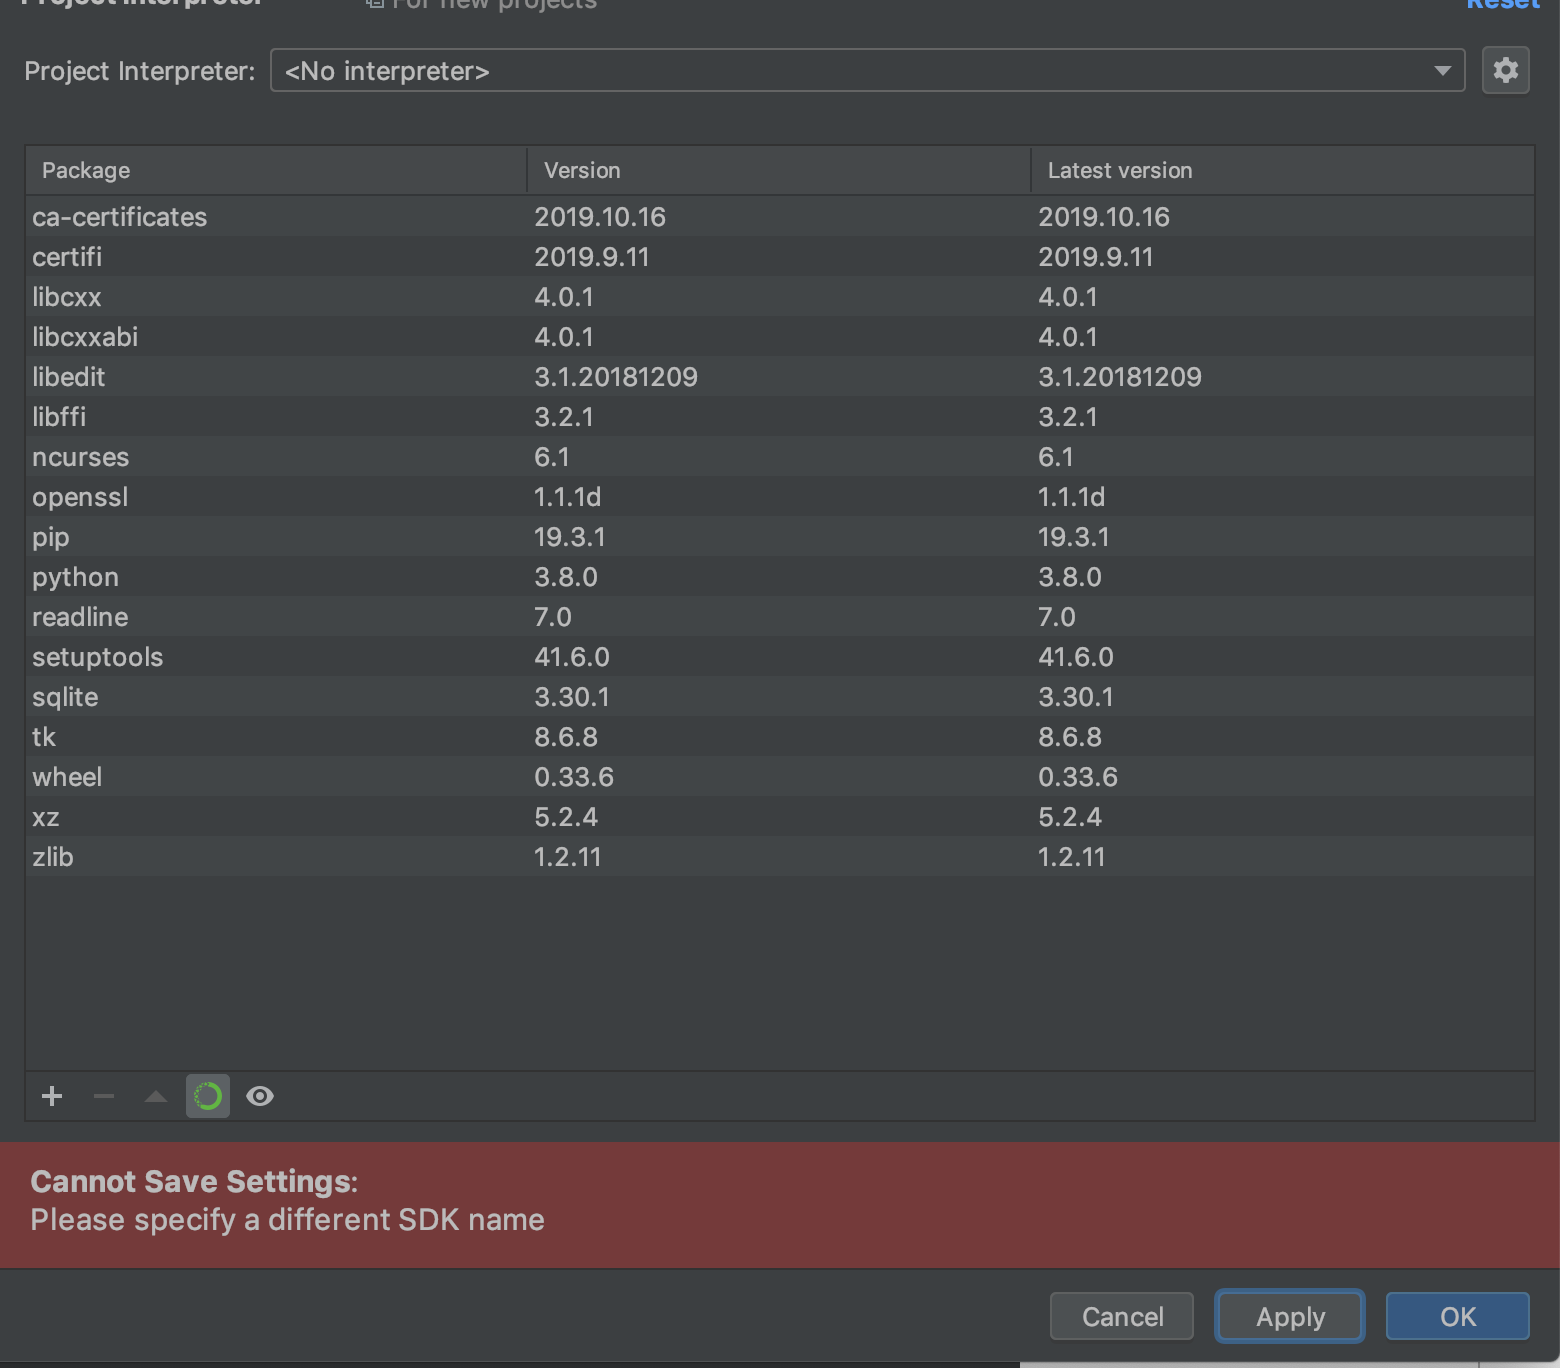 Project Interpreter For new projects Reset
Project Interpreter: <No interpreter>
Package Version Latest version
ca-certificates 2019.10.16 2019.10.16
certifi 2019.9.11 2019.9.11
libcxx 4.0.1 4.0.1
libcxxabi 4.0.1 4.0.1
libedit 3.1.20181209 3.1.20181209
libffi 3.2.1 3.2.1
ncurses 6.1 6.1
openssl 1.1.1d 1.1.1d
pip 19.3.1 19.3.1
python 3.8.0 3.8.0
readline 7.0 7.0
setuptools 41.6.0 41.6.0
sqlite 3.30.1 3.30.1
tk 8.6.8 8.6.8
wheel 0.33.6 0.33.6
xz 5.2.4 5.2.4
zlib 1.2.11 1.2.11
Cannot Save Settings:
Please specify a different SDK name
Cancel Apply OK